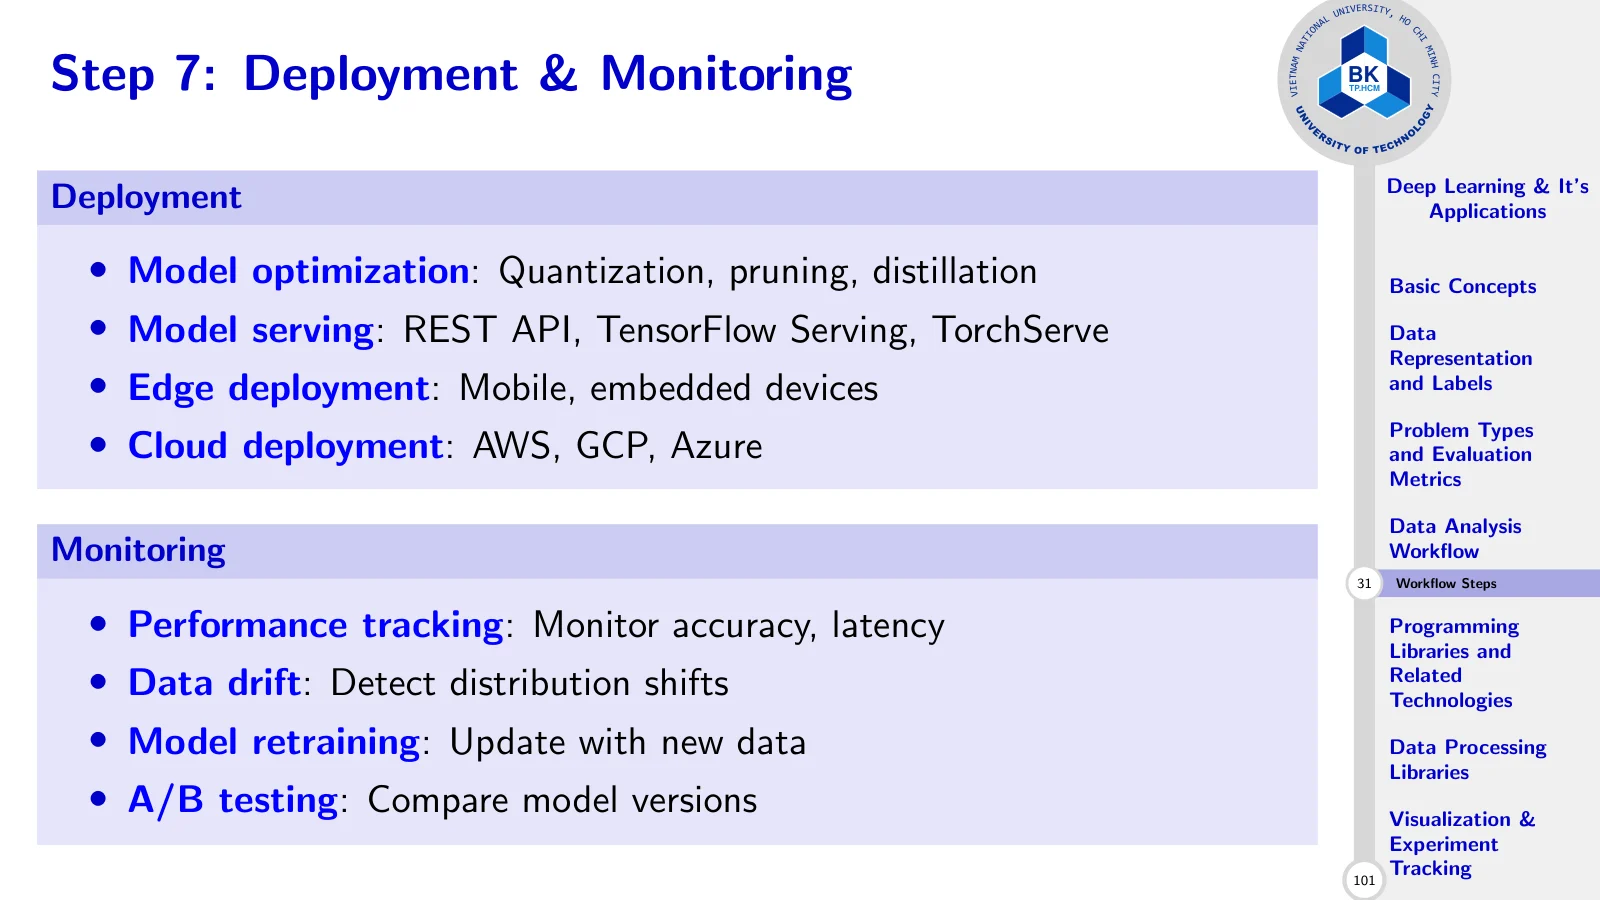 Step 7: Deployment & Monitoring
Deployment
• Model optimization: Quantization, pruning, distillation
• Model serving: REST API, TensorFlow Serving, TorchServe
• Edge deployment: Mobile, embedded devices
• Cloud deployment: AWS, GCP, Azure
Monitoring
• Performance tracking: Monitor accuracy, latency
• Data drift: Detect distribution shifts
• Model retraining: Update with new data
• A/B testing: Compare model versions
VIETNAM NATIONAL UNIVERSITY, HO CHI MINH CITY
BK
TP.HCM
UNIVERSITY OF TECHNOLOGY
Deep Learning & It's
Applications
Basic Concepts
Data
Representation
and Labels
Problem Types
and Evaluation
Metrics
Data Analysis
Workflow
31 Workflow Steps
Programming
Libraries and
Related
Technologies
Data Processing
Libraries
Visualization &
Experiment
Tracking
101